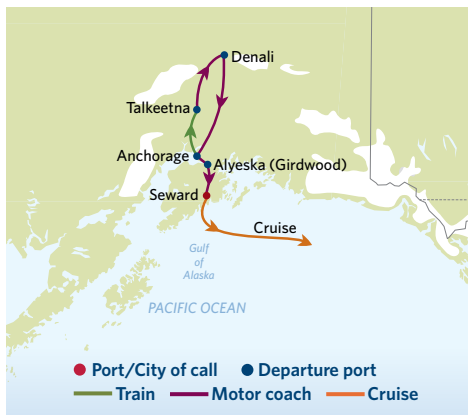 Denali
Talkeetna
Anchorage
Alyeska (Girdwood)
Seward
Cruise
Gulf
of
Alaska
PACIFIC OCEAN
Port/City of call Departure port
Train Motor coach Cruise